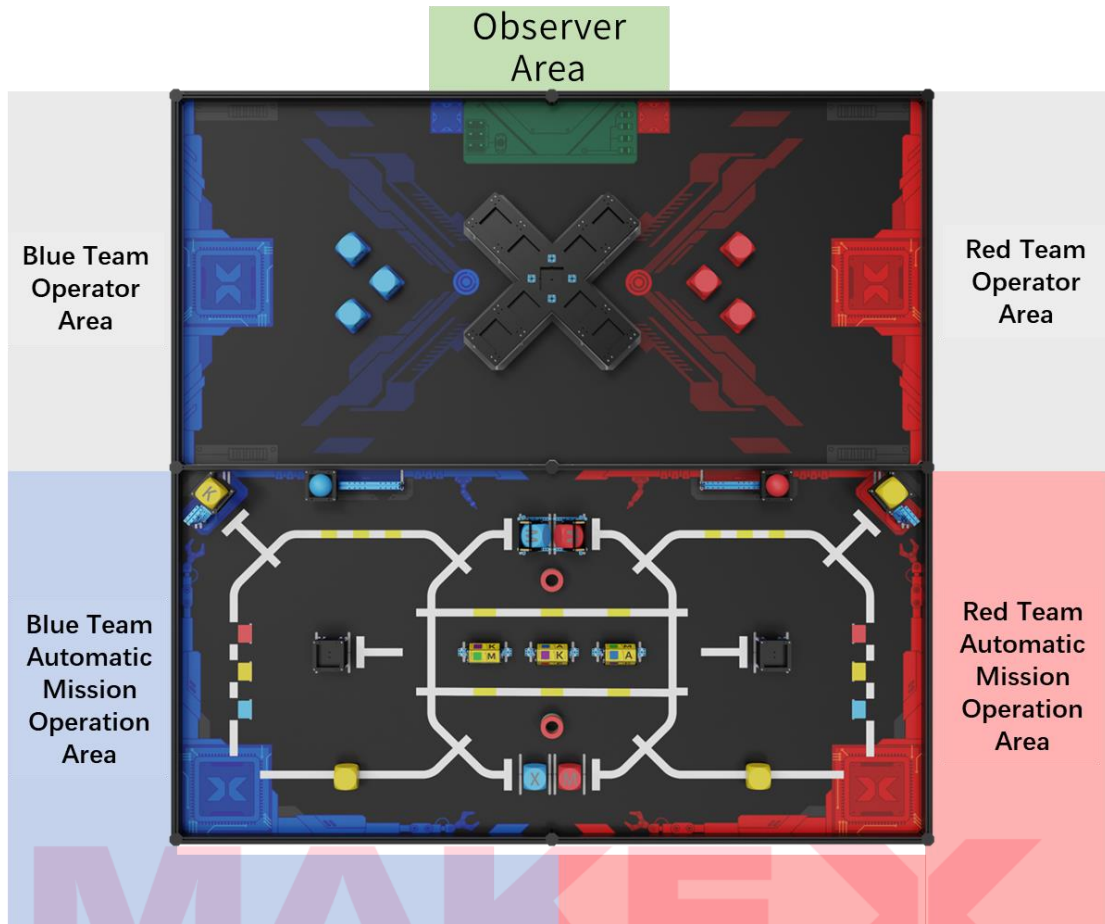 Observer
Area
Blue Team
Operator
Area
Red Team
Operator
Area
K
M
K
A
Blue Team
Automatic
Mission
Operation
Area
Red Team
Automatic
Mission
Operation
Area
X
M
MAKEX